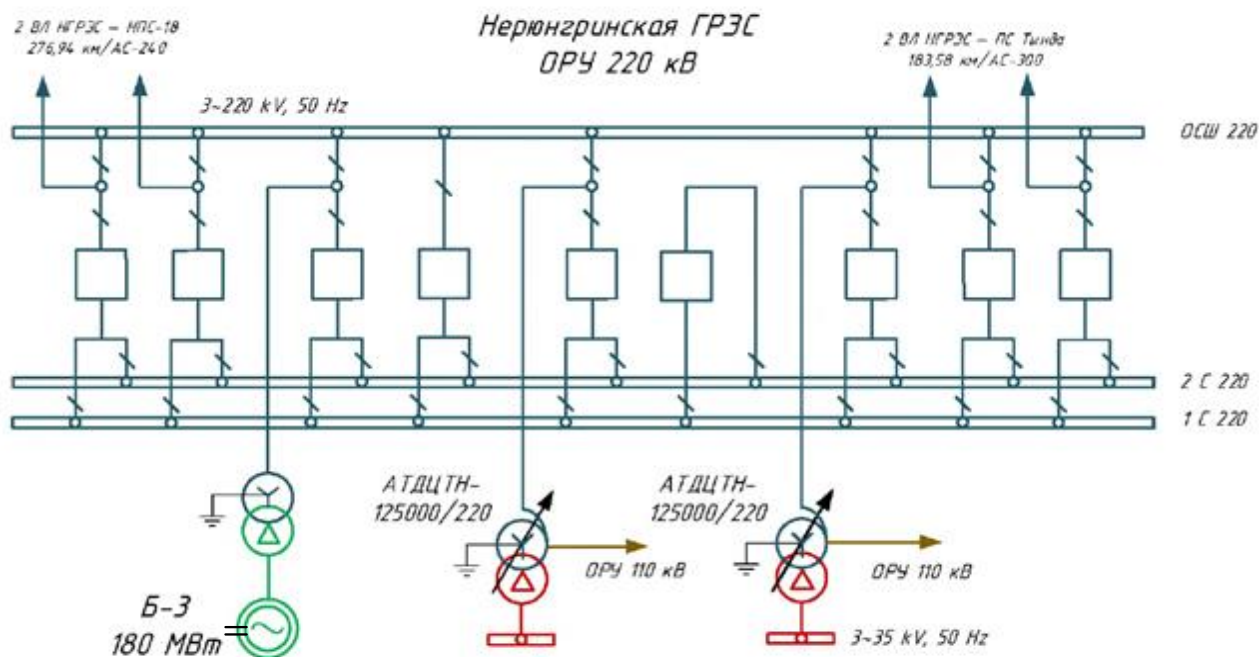 Нерюнгринская ГРЭС
ОРУ 220 кВ
2 ВЛ НГРЭС – НПС-18
276,94 км/АС-240
2 ВЛ НГРЭС – ПС Тында
183,58 км/АС-300
3~220 kV, 50 Hz
ОСШ 220
2 С 220
1 С 220
АТДЦТН-
125000/220
АТДЦТН-
125000/220
ОРУ 110 кВ
ОРУ 110 кВ
Б-3
180 МВт
3~35 kV, 50 Hz